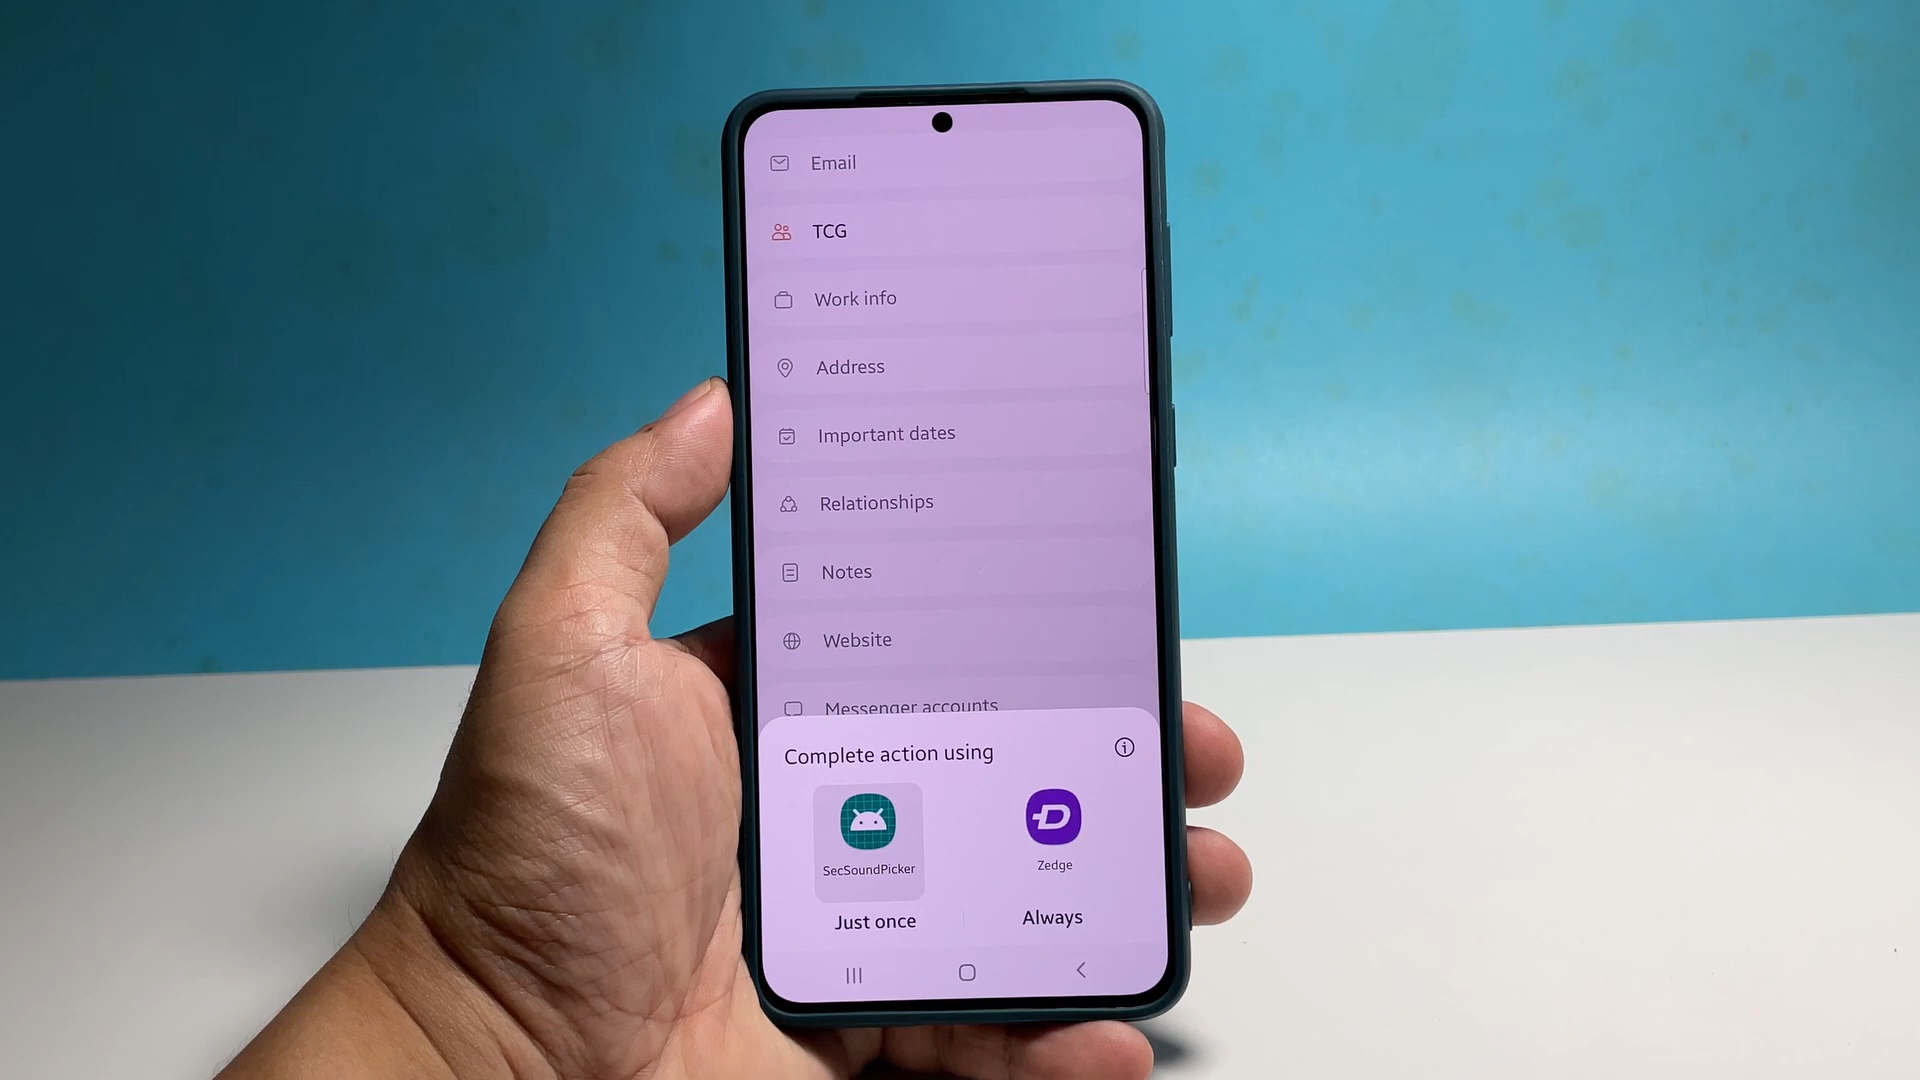 Email
TCG
Work info
Address
Important dates
Relationships
Notes
Website
Messenger accounts
Complete action using
SecSoundPicker
Zedge
Just once
Always